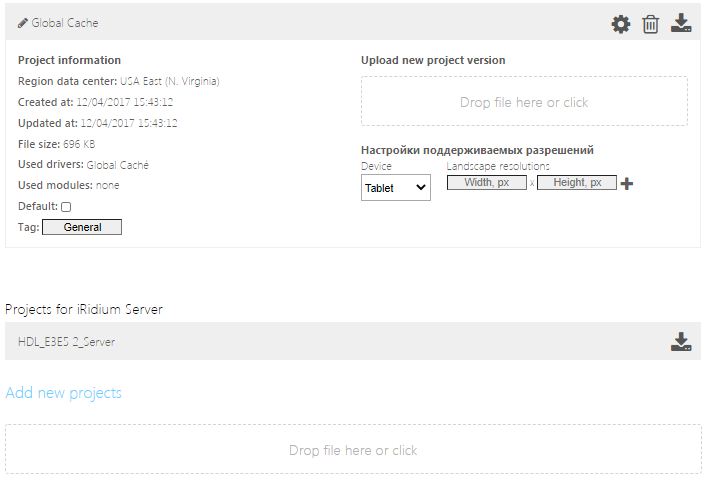 Global Cache
Project information
Region data center: USA East (N. Virginia)
Created at: 12/04/2017 15:43:12
Updated at: 12/04/2017 15:43:12
File size: 696 KB
Used drivers: Global Caché
Used modules: none
Default:
Tag: General
Upload new project version
Drop file here or click
Настройки поддерживаемых разрешений
Device
Landscape resolutions
Tablet
Width, px x Height, px
Projects for iRidium Server
HDL_E3E5.2_Server
Add new projects
Drop file here or click